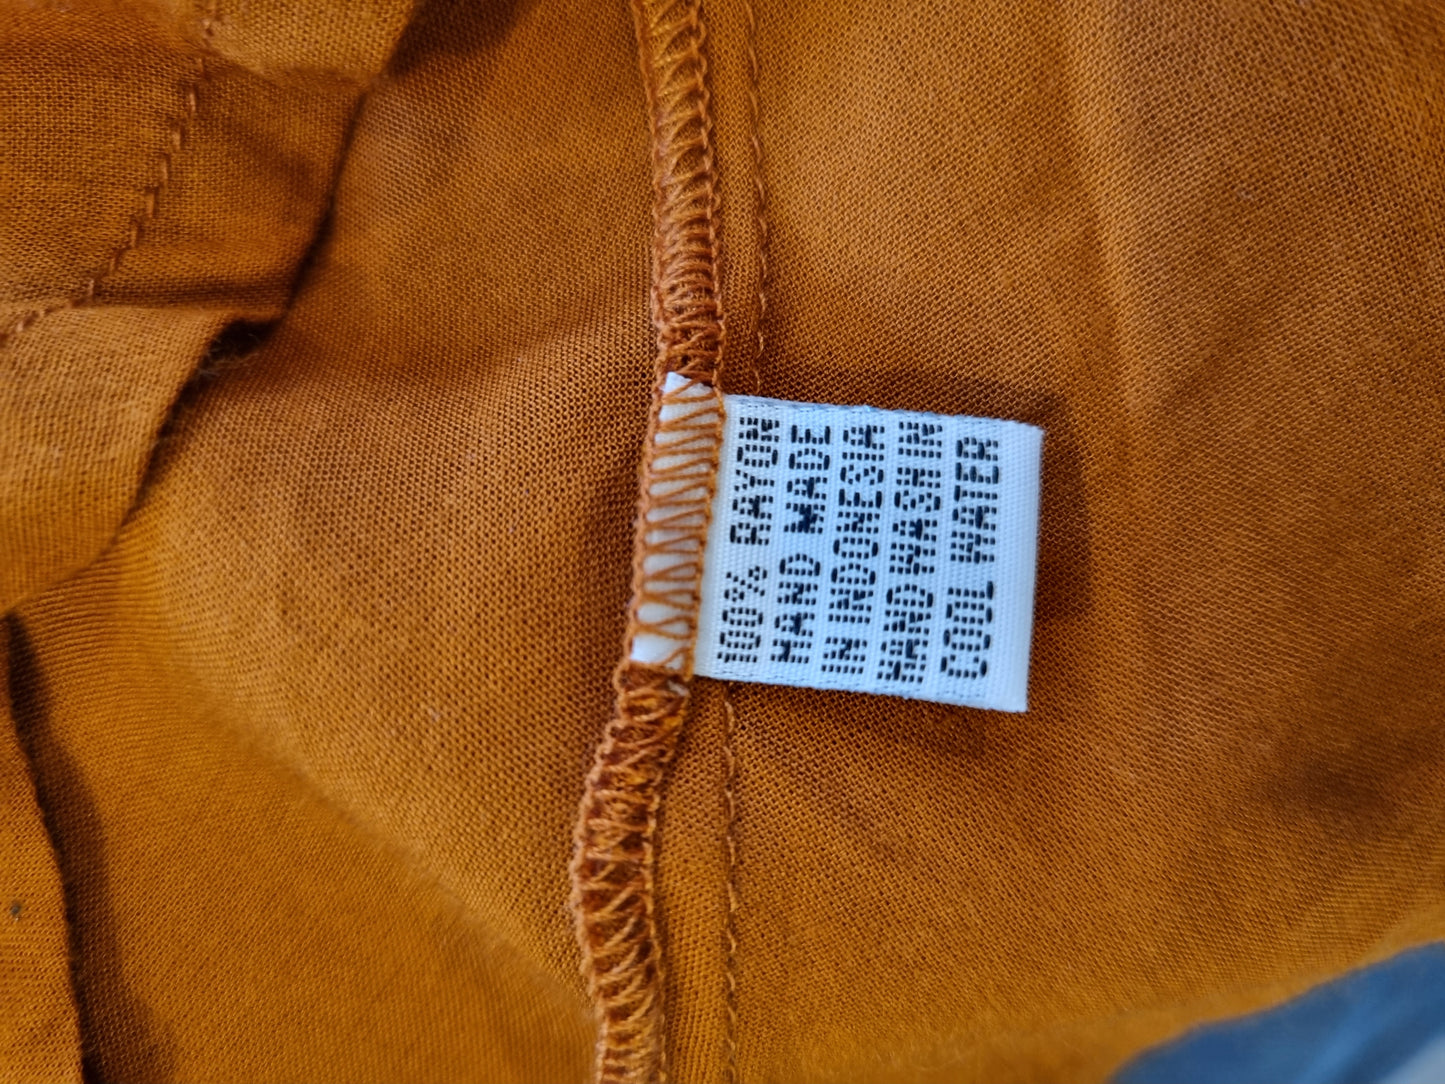 100% RAYON
HAND MADE
IN INDONESIA
HAND WASH IN
COOL WATER